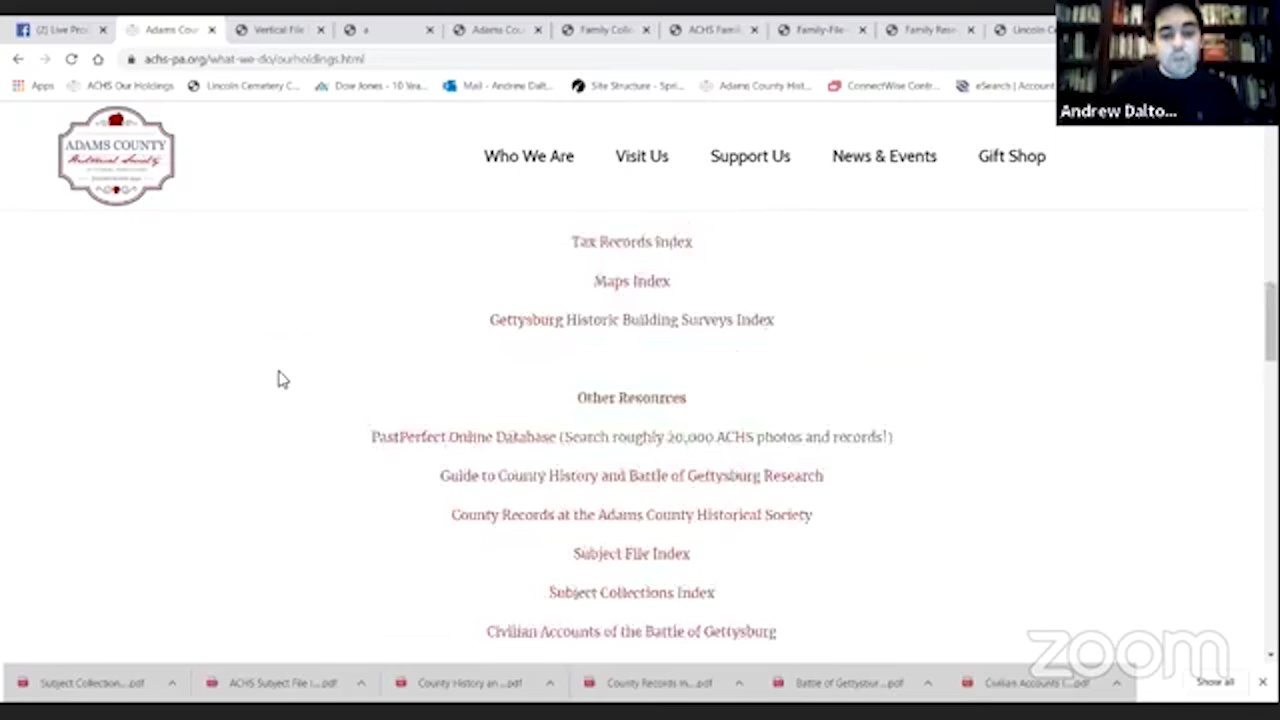 (2) Live Pro...
Adams Cou
Vertical File
a
Adams Cou
Family Colle
ACHS Famil
Family-File-
Family Rese
Lincoln Ce
achs-pa.org/what-we-do/ourholdings.html
Apps
ACHS Our Holdings
Lincoln Cemetery C...
Dow Jones - 10 Yea...
Mail - Andrew Dalt...
Site Structure - Spri...
Adams County Hist...
ConnectWise Contr...
eSearch | Account
Andrew Dalto...
ADAMS COUNTY
Historical Society
Who We Are
Visit Us
Support Us
News & Events
Gift Shop
Tax Records Index
Maps Index
Gettysburg Historic Building Surveys Index
Other Resources
PastPerfect Online Database (Search roughly 20,000 ACHS photos and records!)
Guide to County History and Battle of Gettysburg Research
County Records at the Adams County Historical Society
Subject File Index
Subject Collections Index
Civilian Accounts of the Battle of Gettysburg
zoom
Subject Collection....pdf
ACHS Subject File I....pdf
County History an...pdf
County Records in....pdf
Battle of Gettysbur...pdf
Civilian Accounts (...pdf
Show all